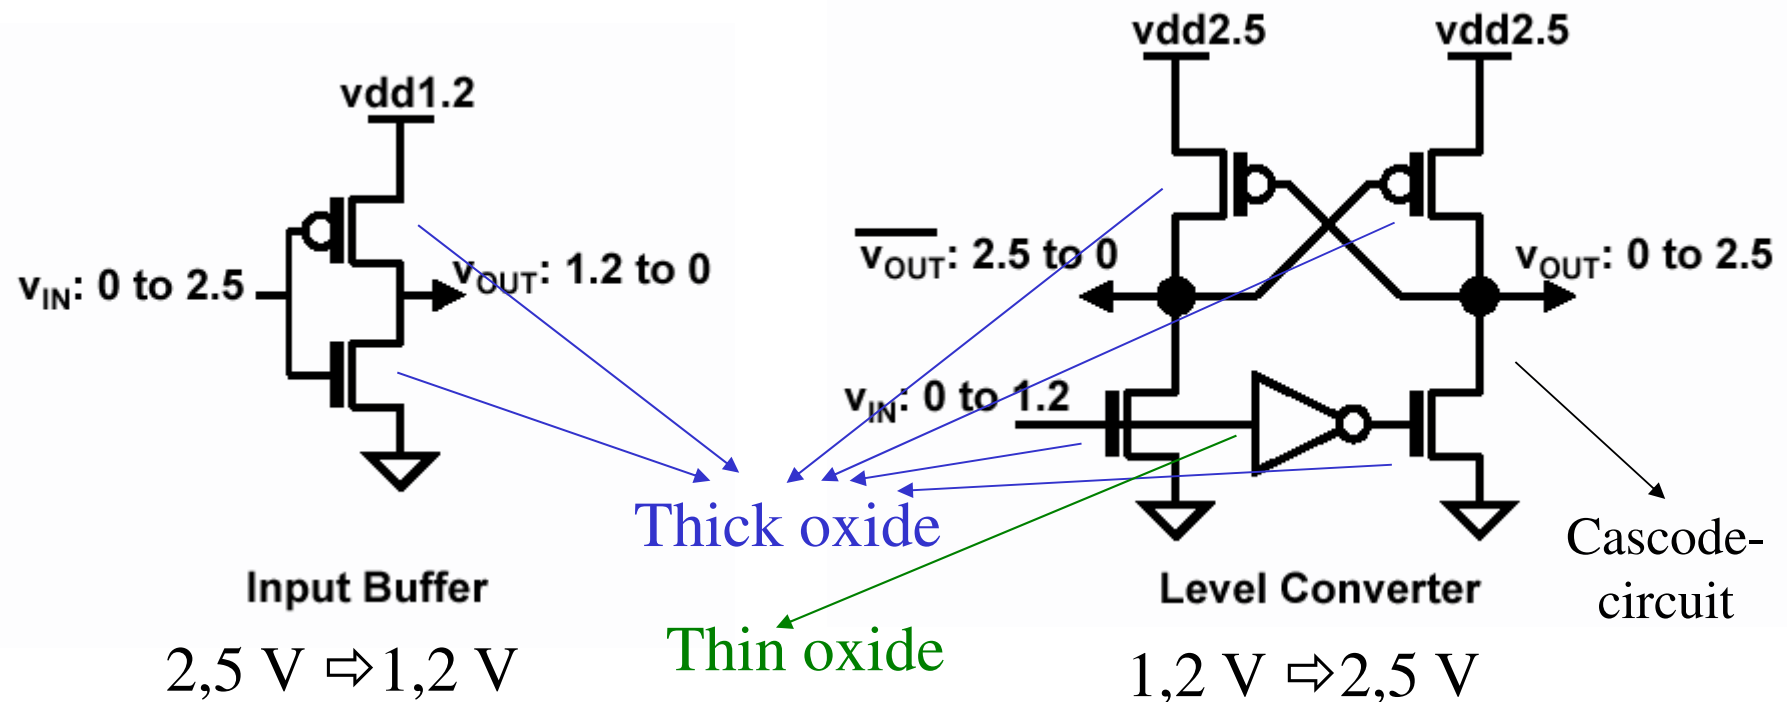 vdd2.5
vdd2.5
vdd1.2
vIN: 0 to 2.5
vOUT: 1.2 to 0
vOUT: 2.5 to 0
vOUT: 0 to 2.5
vIN: 0 to 1.2
Thick oxide
Cascode-
circuit
Input Buffer
Level Converter
Thin oxide
2,5 V ⇨1,2 V
1,2 V ⇨2,5 V